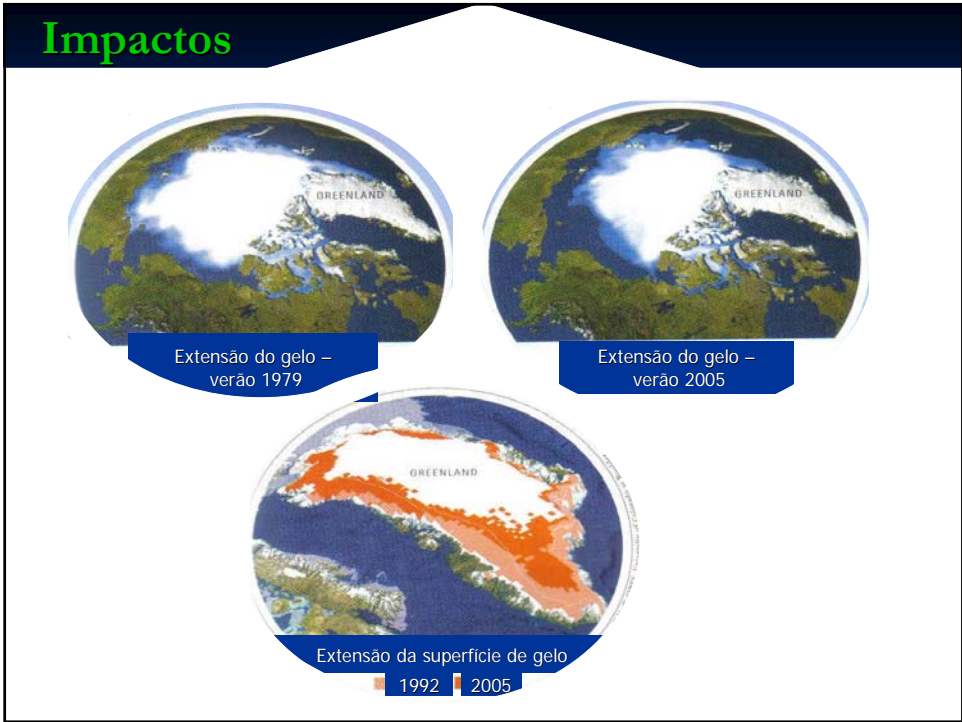 Impactos
GREENLAND
GREENLAND
Extensão do gelo –
verão 1979
Extensão do gelo –
verão 2005
GREENLAND
Extensão da superfície de gelo
1992 2005